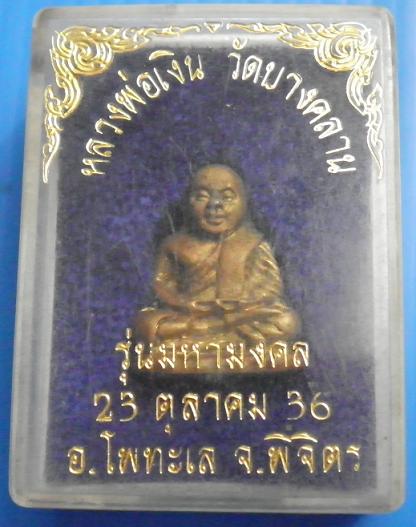 หลวงพ่อเงิน วัดบางคลาน
รุ่นมหามงคล
23 ตุลาคม 36
อ.โพทะเล จ.พิจิตร